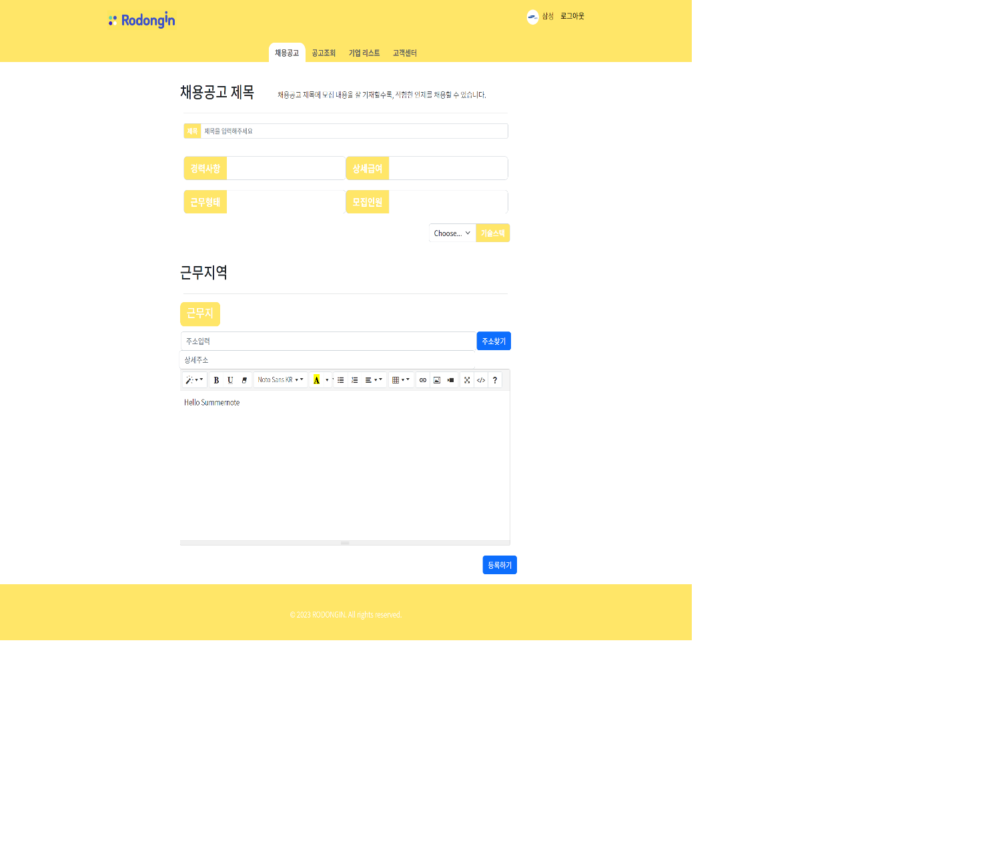 Rodongin
삼성 로그아웃
채용공고 공고조회 기업 리스트 고객센터
채용공고 제목 채용공고 제목에 모집 내용을 잘 기재할수록, 적합한 인재를 채용할 수 있습니다.
제목 제목을 입력해주세요
경력사항 상세급여
근무형태 모집인원
Choose... 기술스택
근무지역
근무지
주소입력 주소찾기
상세주소
B U Noto Sans KR A </> ?
Hello Summernote
등록하기
© 2023 RODONGIN. All rights reserved.